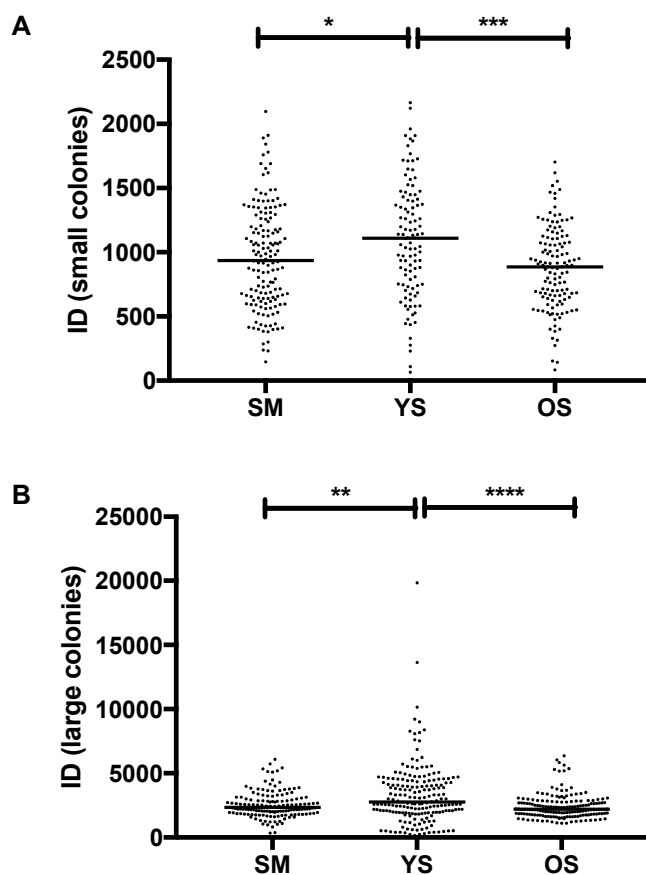 A
* ***
2500
2000
1500
1000
500
0
ID (small colonies)
SM YS OS
B
** ****
25000
20000
15000
10000
5000
0
ID (large colonies)
SM YS OS